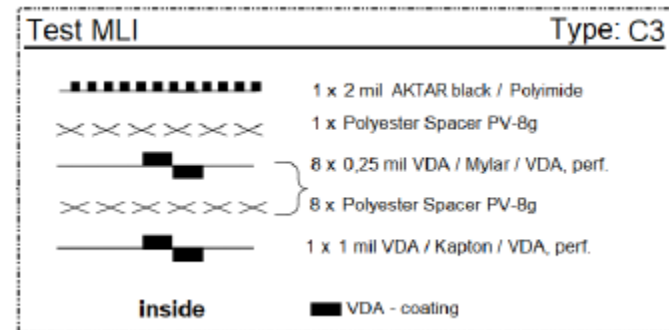 Test MLI Type: C3
1 x 2 mil AKTAR black / Polyimide
1 x Polyester Spacer PV-8g
8 x 0,25 mil VDA / Mylar / VDA, perf.
8 x Polyester Spacer PV-8g
1 x 1 mil VDA / Kapton / VDA, perf.
inside VDA - coating